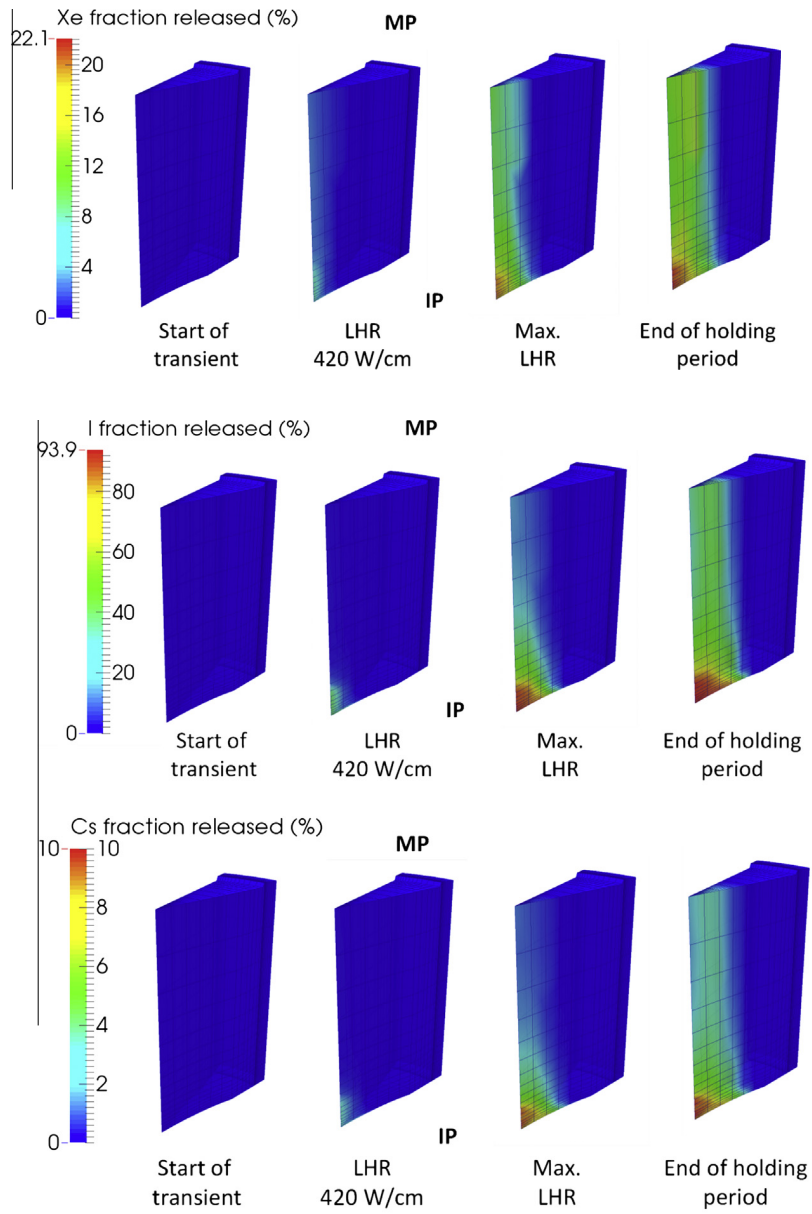 Xe fraction released (%)
MP
22.1
20
16
12
8
4
0
IP
Start of
transient
LHR
420 W/cm
Max.
LHR
End of holding
period
I fraction released (%)
MP
93.9
80
60
40
20
0
IP
Start of
transient
LHR
420 W/cm
Max.
LHR
End of holding
period
Cs fraction released (%)
MP
10
10
8
6
4
2
0
IP
Start of
transient
LHR
420 W/cm
Max.
LHR
End of holding
period